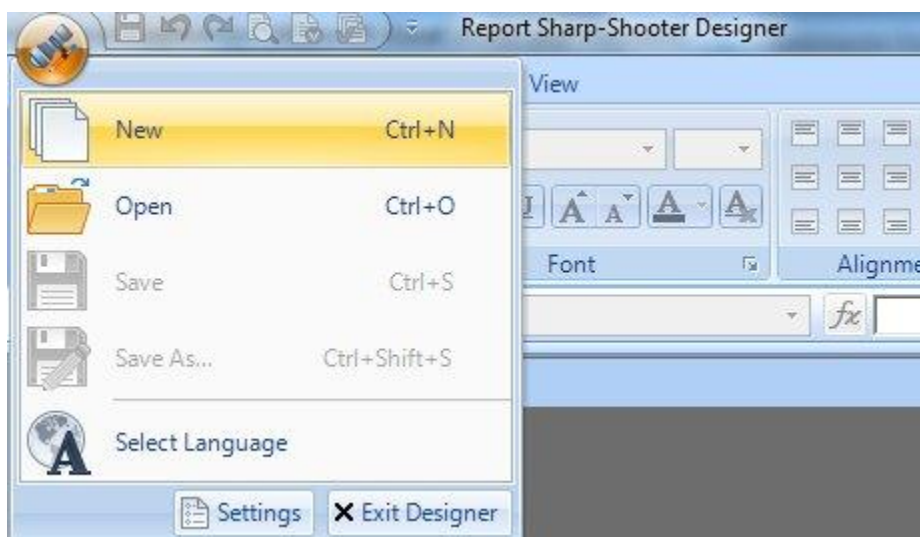 Report Sharp-Shooter Designer
View
New Ctrl+N
Open Ctrl+O
Save Ctrl+S
Save As... Ctrl+Shift+S
Select Language
Settings Exit Designer
A A A A
Font
fx